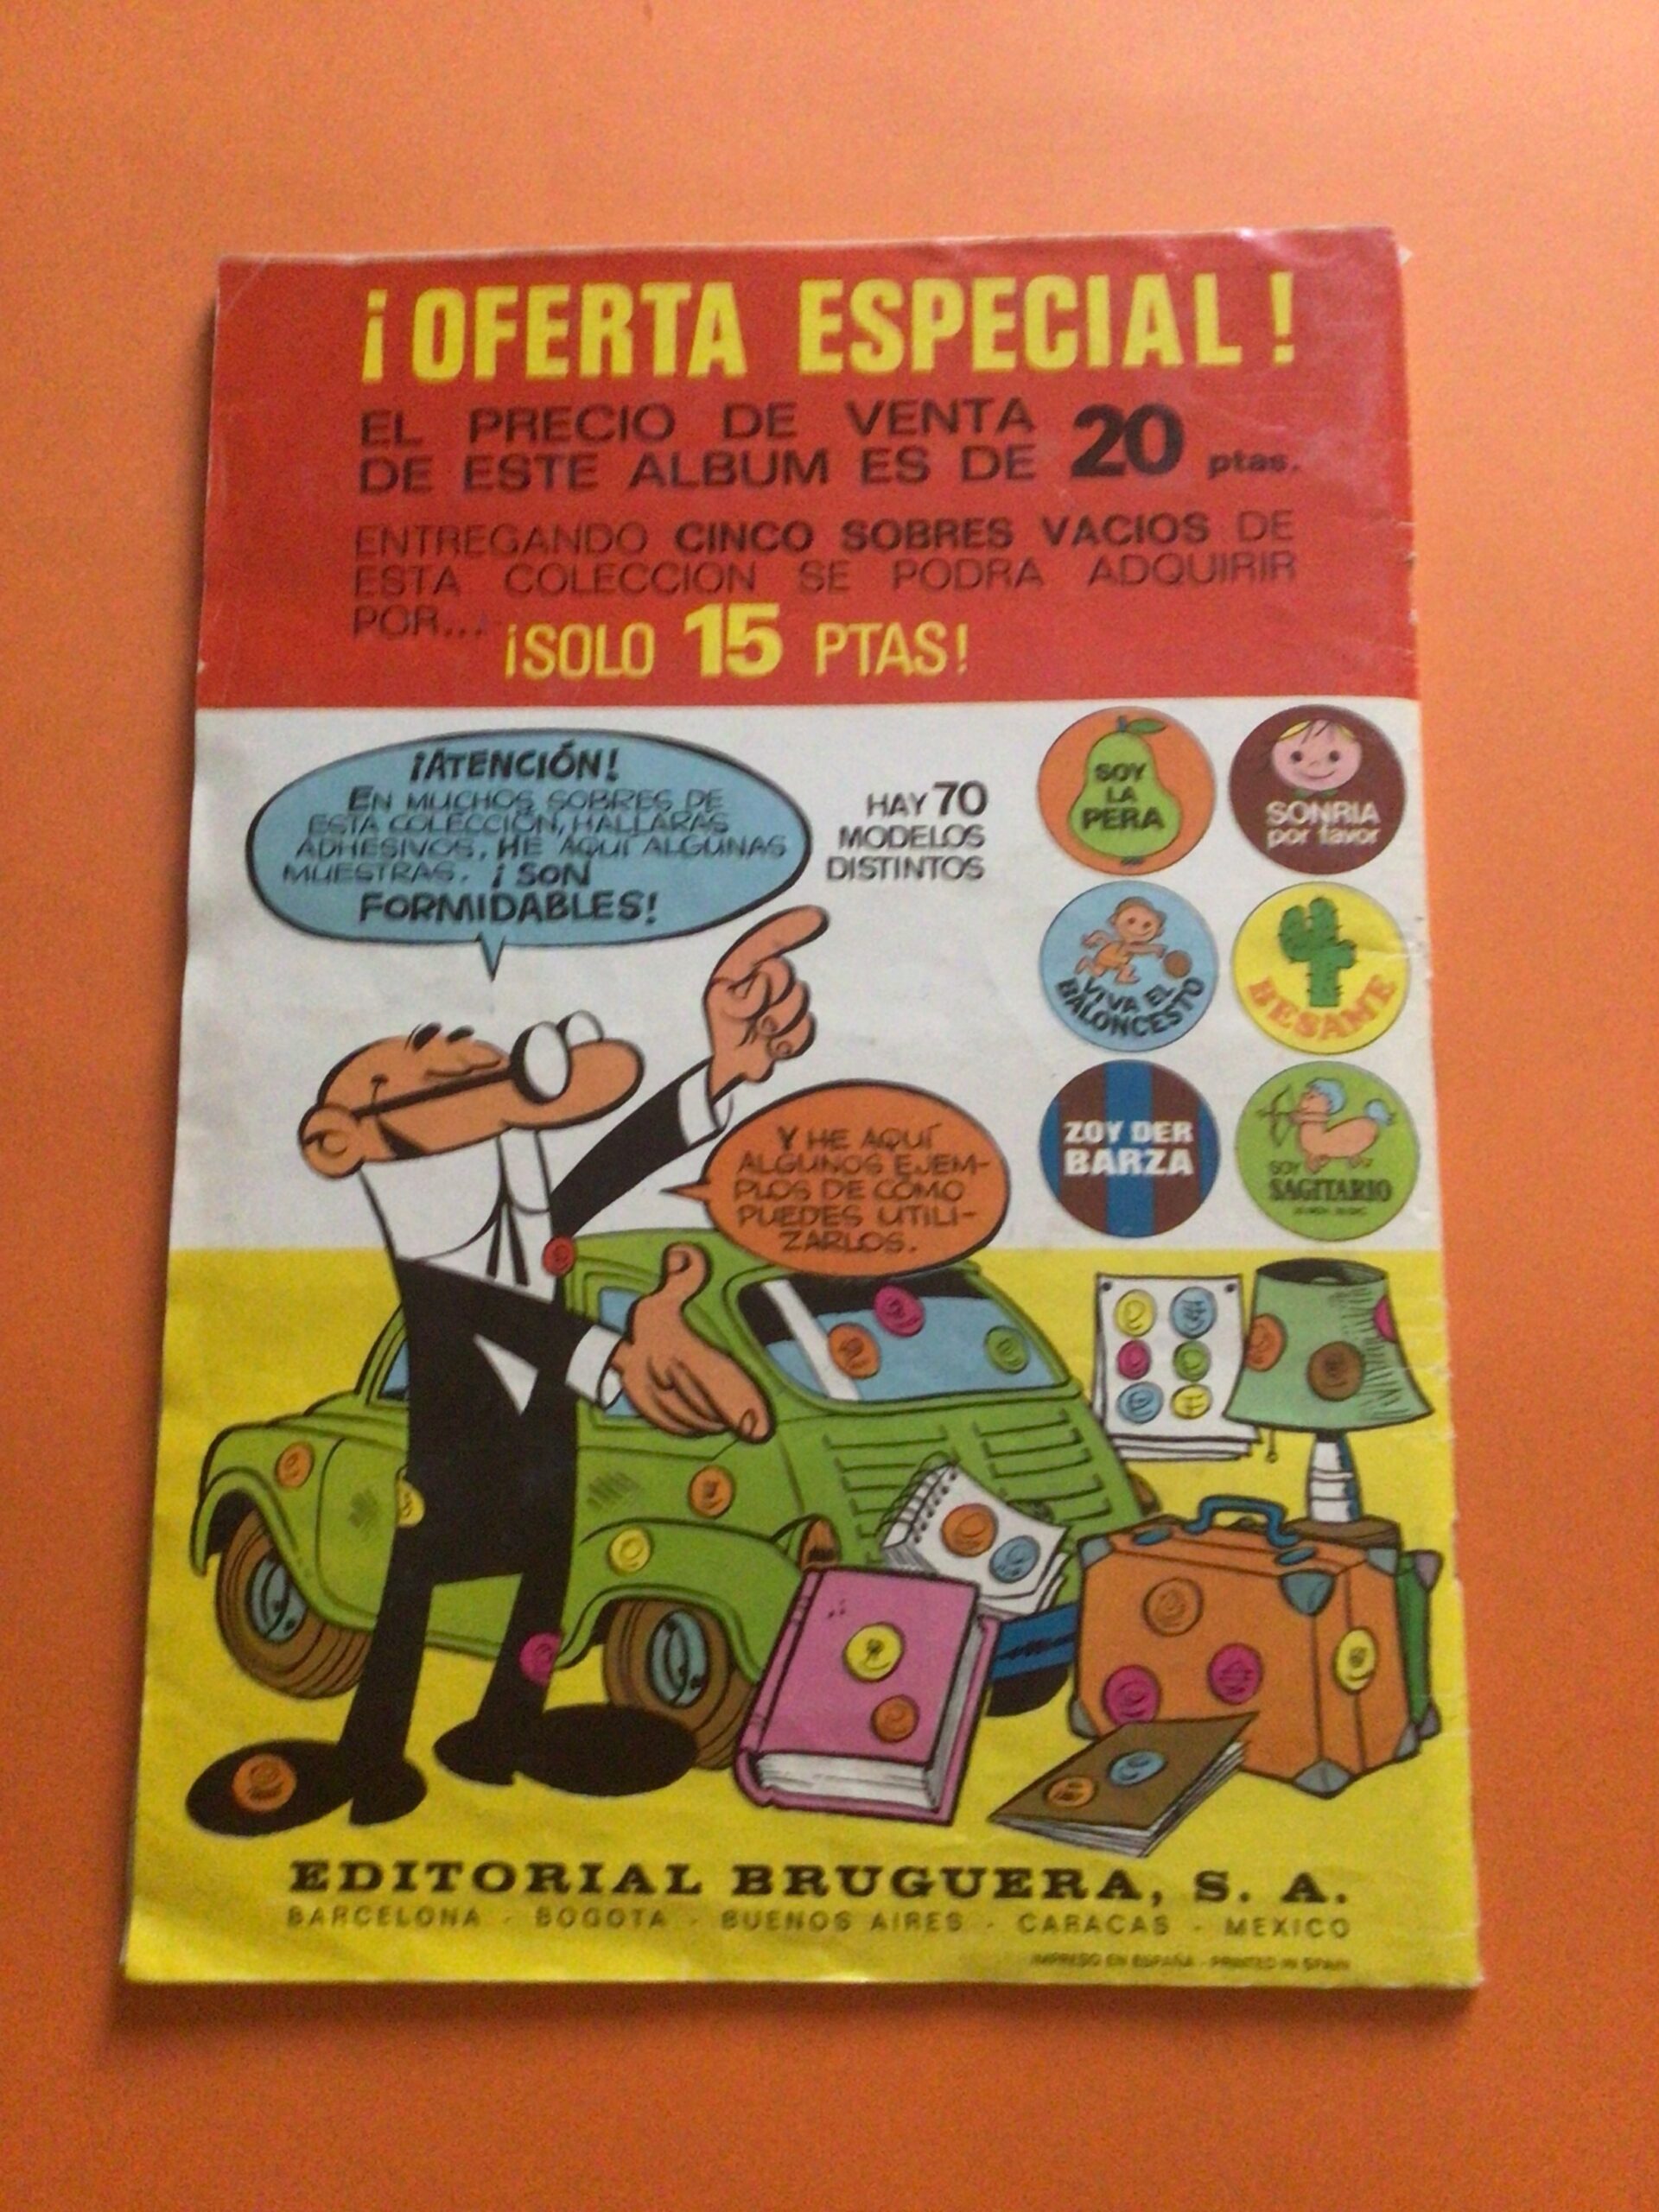 ¡OFERTA ESPECIAL!
EL PRECIO DE VENTA
DE ESTE ALBUM ES DE 20 ptas.
ENTREGANDO CINCO SOBRES VACIOS DE
ESTA COLECCION SE PODRA ADQUIRIR
POR...
¡SOLO 15 PTAS!
¡ATENCIÓN!
EN MUCHOS SOBRES DE
ESTA COLECCIÓN, HALLARAS
ADHESIVOS. HE AQUÍ ALGUNAS
MUESTRAS. ¡SON
FORMIDABLES!
HAY 70
MODELOS
DISTINTOS
SOY
LA
PERA
SONRIA
por favor
VIVA EL
BALONCESTO
BESAME
ZOY DER
BARZA
SOY
SAGITARIO
Y HE AQUÍ
ALGUNOS EJEM-
PLOS DE CÓMO
PUEDES UTILI-
ZARLOS.
EDITORIAL BRUGUERA, S. A.
BARCELONA - BOGOTA - BUENOS AIRES - CARACAS - MEXICO
IMPRESO EN ESPAÑA - PRINTED IN SPAIN